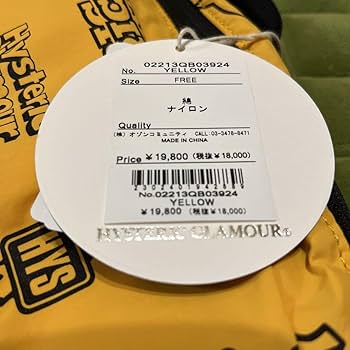 Hysteric
Glamour
HYS
02213QB03924
No. YELLOW
Size FREE
綿
ナイロン
Quality
(株) オゾンコミュニティ CALL:03-3478-8471
MADE IN CHINA
Price ¥19,800 (税抜 ¥18,000)
2302401942889
No.02213QB03924
YELLOW
¥19,800 (税抜 ¥18,000)
HYSTERIC GLAMOUR®